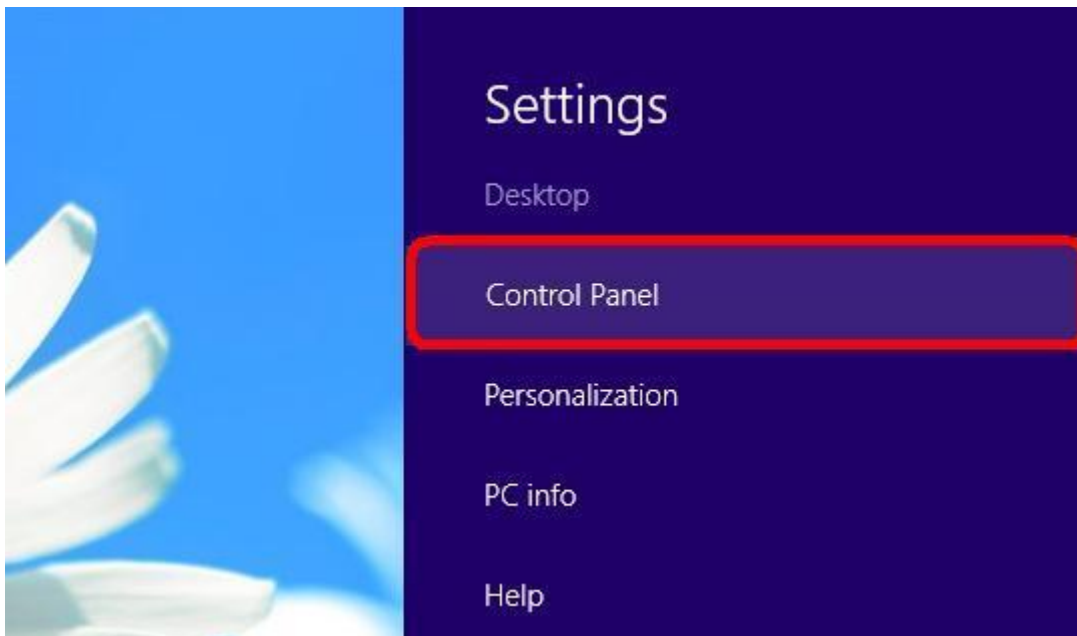 Settings
Desktop
Control Panel
Personalization
PC info
Help